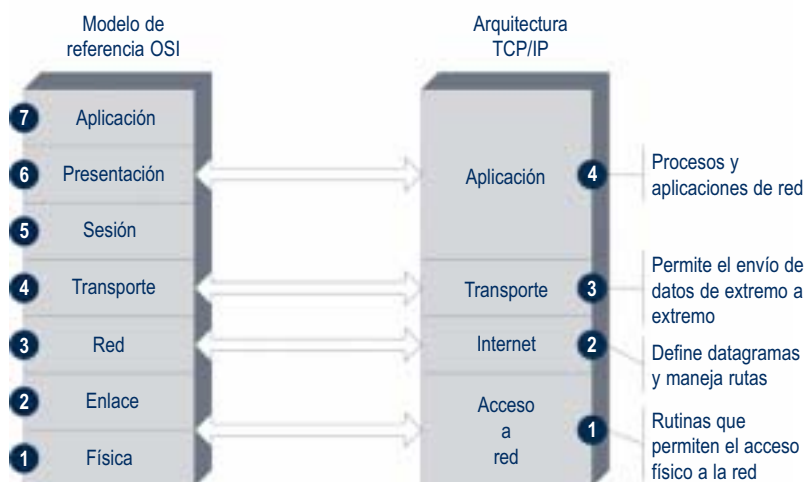 Modelo de
referencia OSI
7 Aplicación
6 Presentación
5 Sesión
4 Transporte
3 Red
2 Enlace
1 Física
Arquitectura
TCP/IP
Aplicación 4
Transporte 3
Internet 2
Acceso
a
red
1
Procesos y
aplicaciones de red
Permite el envío de
datos de extremo a
extremo
Define datagramas
y maneja rutas
Rutinas que
permiten el acceso
físico a la red